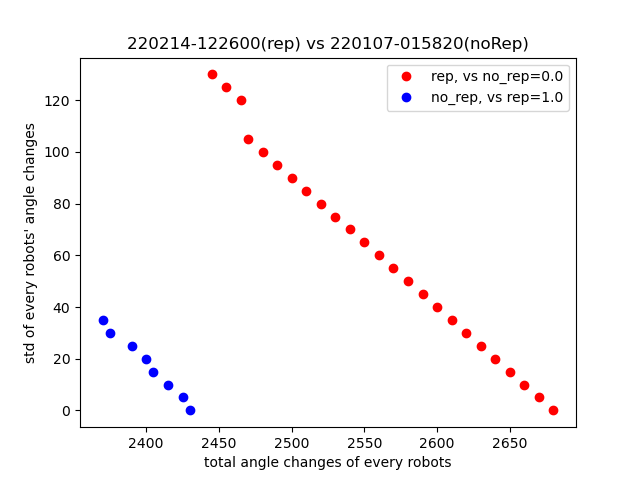 220214-122600(rep) vs 220107-015820(noRep)
rep, vs no_rep=0.0
no_rep, vs rep=1.0
std of every robots' angle changes
120
100
80
60
40
20
0
2400 2450 2500 2550 2600 2650
total angle changes of every robots